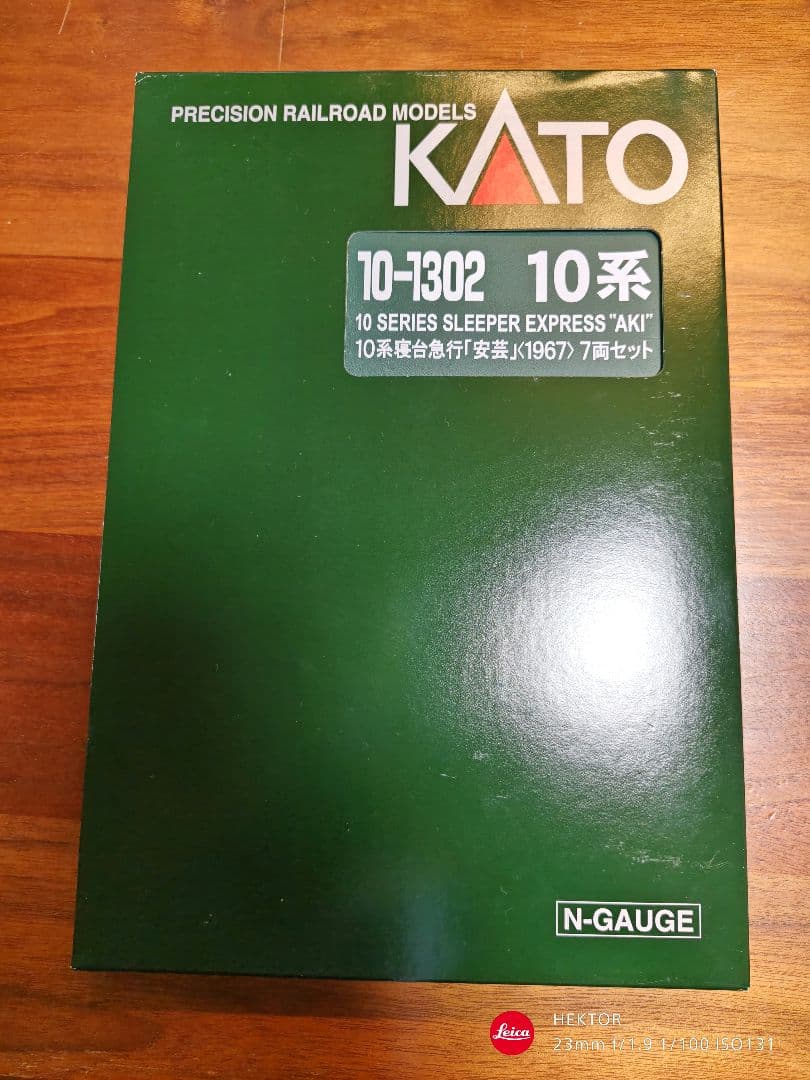 PRECISION RAILROAD MODELS
KATO
10-1302 10系
10 SERIES SLEEPER EXPRESS "AKI"
10系寝台急行「安芸」〈1967〉 7両セット
N-GAUGE
Leica
HEKTOR
23mm f/1.9 1/100 ISO131